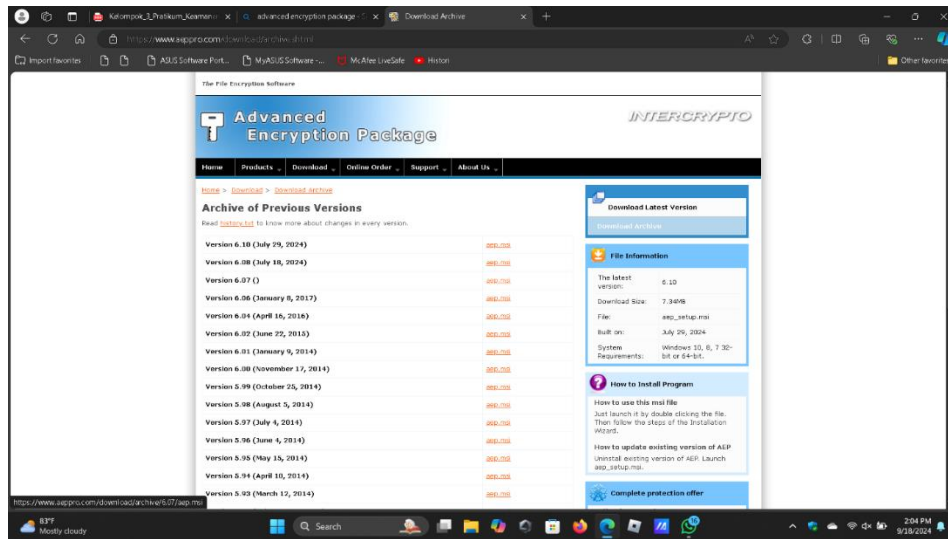 Kelompok_3_Pratikum_Keamanan
advanced encryption package - S
Download Archive
https://www.aeppro.com/download/archive.shtml
Import favorites
ASUS Software Port...
MyASUS Software -...
McAfee LiveSafe
Histori
Other favorites
The File Encryption Software
Advanced
Encryption Package
INTERCRYPTO
Home Products Download Online Order Support About Us
Home > Download > Download Archive
Archive of Previous Versions
Read history.txt to know more about changes in every version.
Version 6.10 (July 29, 2024) aep.msi
Version 6.08 (July 18, 2024) aep.msi
Version 6.07 () aep.msi
Version 6.06 (January 8, 2017) aep.msi
Version 6.04 (April 16, 2016) aep.msi
Version 6.02 (June 22, 2015) aep.msi
Version 6.01 (January 9, 2014) aep.msi
Version 6.00 (November 17, 2014) aep.msi
Version 5.99 (October 25, 2014) aep.msi
Version 5.98 (August 5, 2014) aep.msi
Version 5.97 (July 4, 2014) aep.msi
Version 5.96 (June 4, 2014) aep.msi
Version 5.95 (May 15, 2014) aep.msi
Version 5.94 (April 10, 2014) aep.msi
Version 5.93 (March 12, 2014) aep.msi
Download Latest Version
Download Archive
File Information
The latest version: 6.10
Download Size: 7.34MB
File: aep_setup.msi
Built on: July 29, 2024
System Requirements: Windows 10, 8, 7 32-
bit or 64-bit.
How to Install Program
How to use this msi file
Just launch it by double clicking the file.
Then follow the steps of the Installation
Wizard.
How to update existing version of AEP
Uninstall existing version of AEP. Launch
aep_setup.msi.
Complete protection offer
https://www.aeppro.com/download/archive/6.07/aep.msi
83°F
Mostly cloudy
Search
2:04 PM
9/18/2024